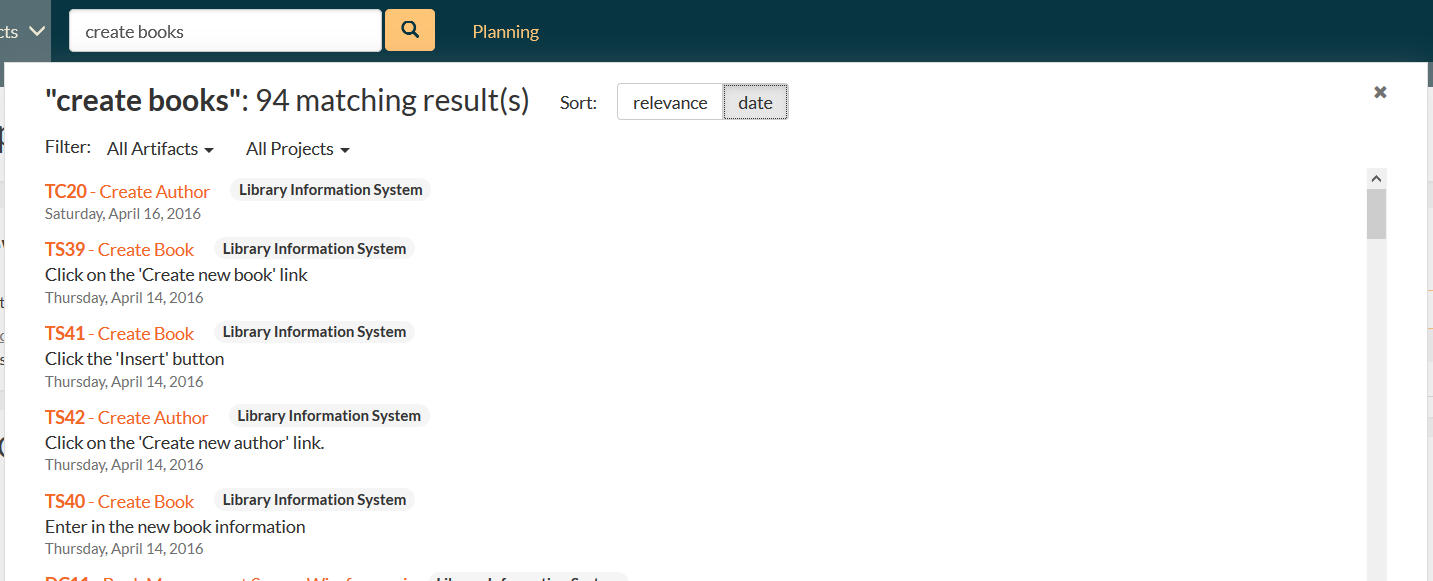 cts
create books
Planning
"create books": 94 matching result(s)
Sort:
relevance
date
Filter:
All Artifacts
All Projects
TC20 - Create Author
Library Information System
Saturday, April 16, 2016
TS39 - Create Book
Library Information System
Click on the 'Create new book' link
Thursday, April 14, 2016
TS41 - Create Book
Library Information System
Click the 'Insert' button
Thursday, April 14, 2016
TS42 - Create Author
Library Information System
Click on the 'Create new author' link.
Thursday, April 14, 2016
TS40 - Create Book
Library Information System
Enter in the new book information
Thursday, April 14, 2016